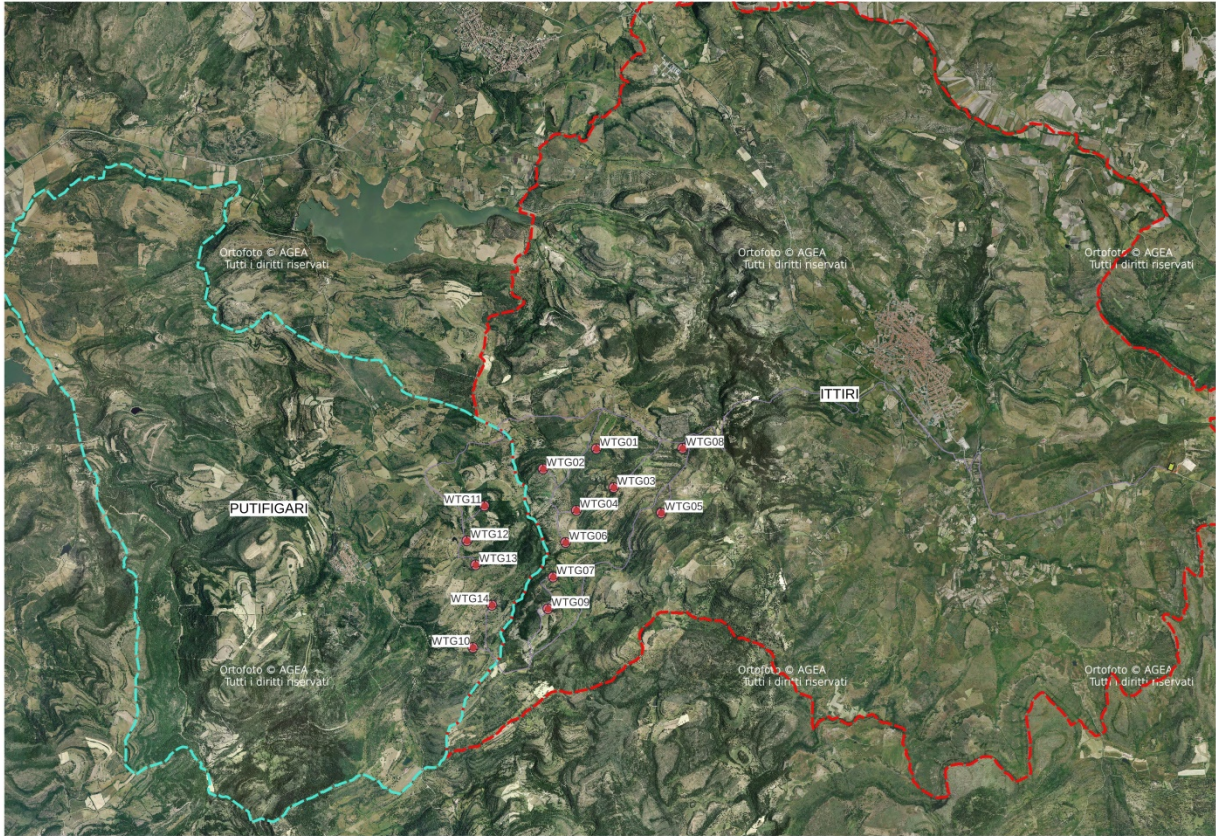 Ortofoto © AGEA
Tutti i diritti riservati
Ortofoto © AGEA
Tutti i diritti riservati
Ortofoto © AGEA
Tutti i diritti riservati
ITTIRI
WTG01
WTG08
WTG02
WTG03
WTG11
WTG04
WTG05
PUTIFIGARI
WTG12
WTG06
WTG13
WTG07
WTG14
WTG09
WTG10
Ortofoto © AGEA
Tutti i diritti riservati
Ortofoto © AGEA
Tutti i diritti riservati
Ortofoto © AGEA
Tutti i diritti riservati